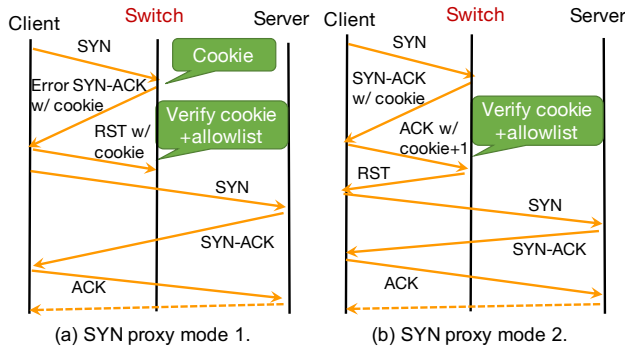 Client
Switch
Server
SYN
Cookie
Error SYN-ACK
w/ cookie
Verify cookie
+allowlist
RST w/
cookie
SYN
SYN-ACK
ACK
(a) SYN proxy mode 1.
Client
Switch
Server
SYN
SYN-ACK
w/ cookie
Verify cookie
+allowlist
ACK w/
cookie+1
RST
SYN
SYN-ACK
ACK
(b) SYN proxy mode 2.